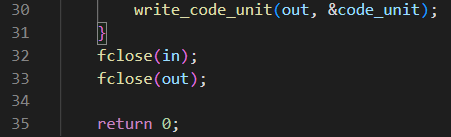 30 write_code_unit(out, &code_unit);
31 }
32 fclose(in);
33 fclose(out);
34
35 return 0;